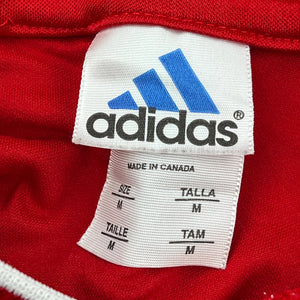 adidas®
MADE IN CANADA
SIZE TALLA
M M
TAILLE TAM
M M